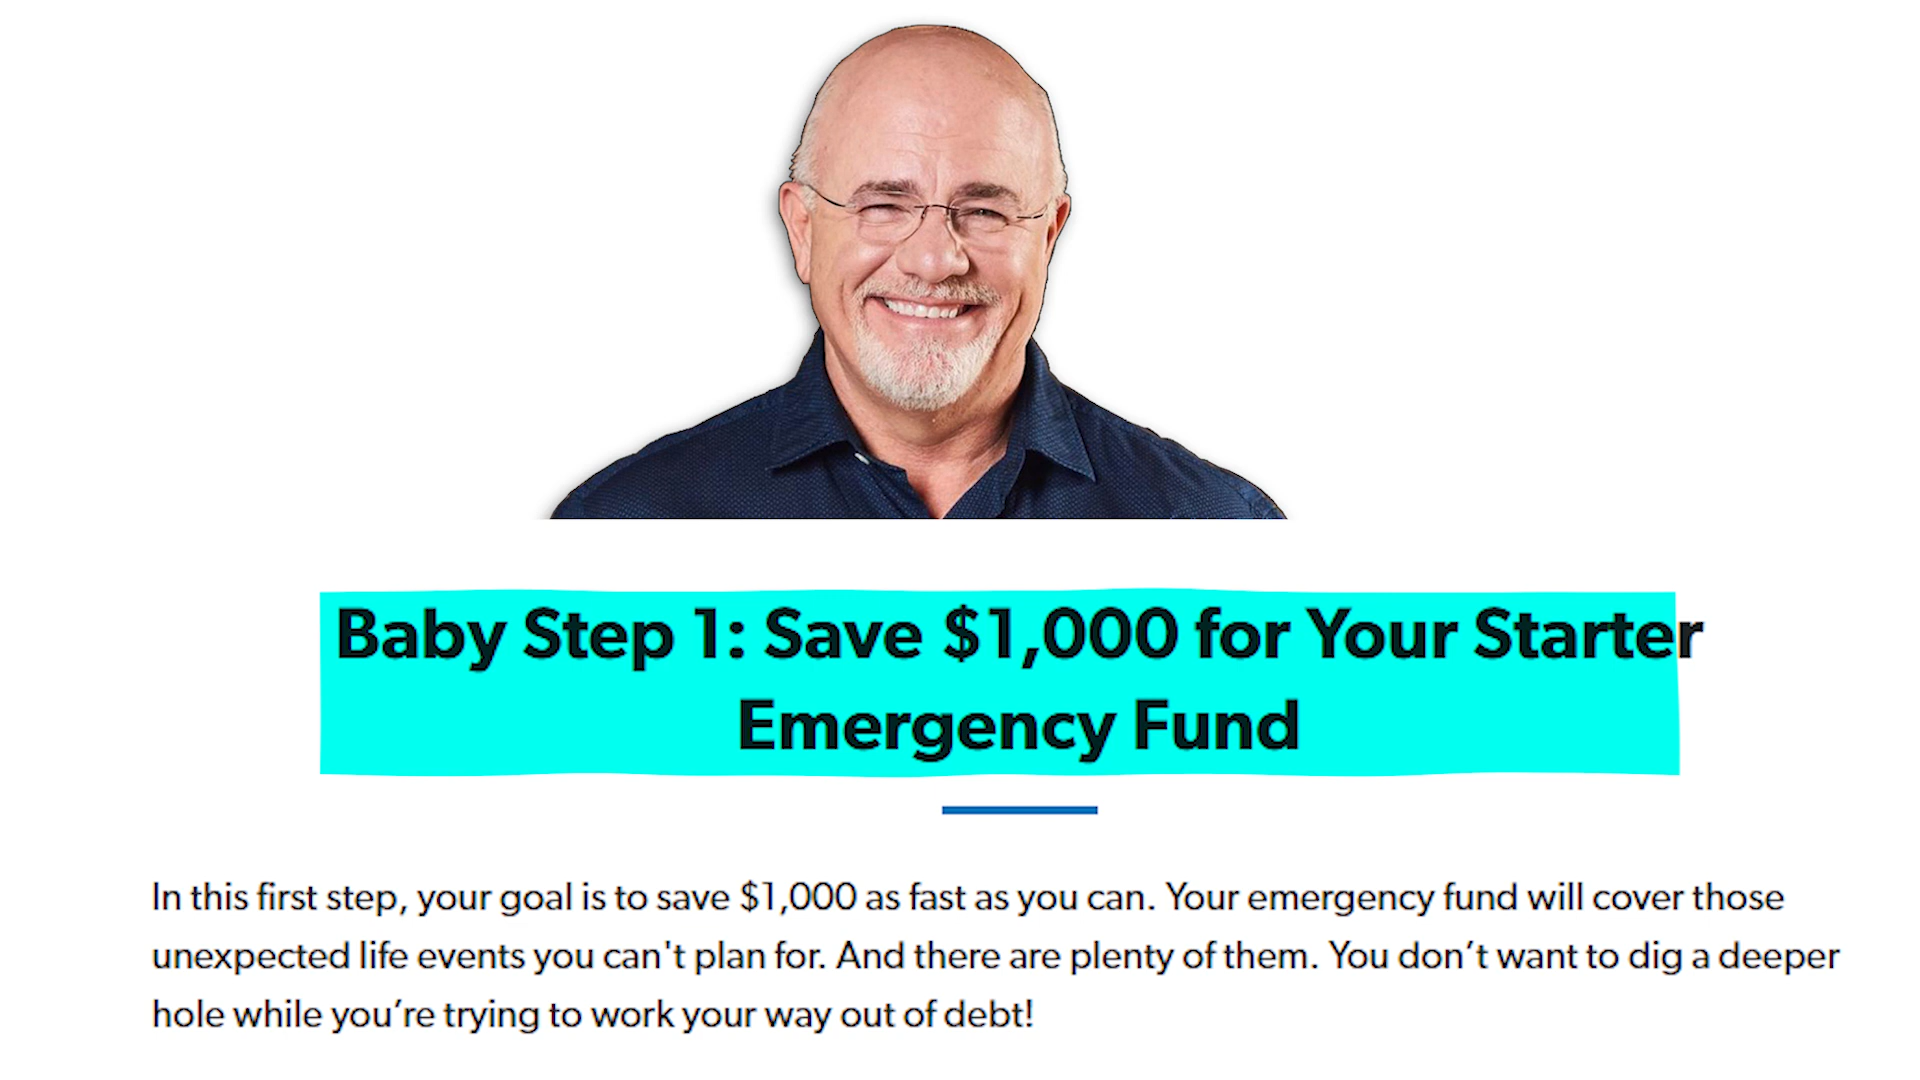 Baby Step 1: Save $1,000 for Your Starter
Emergency Fund
In this first step, your goal is to save $1,000 as fast as you can. Your emergency fund will cover those
unexpected life events you can't plan for. And there are plenty of them. You don’t want to dig a deeper
hole while you’re trying to work your way out of debt!